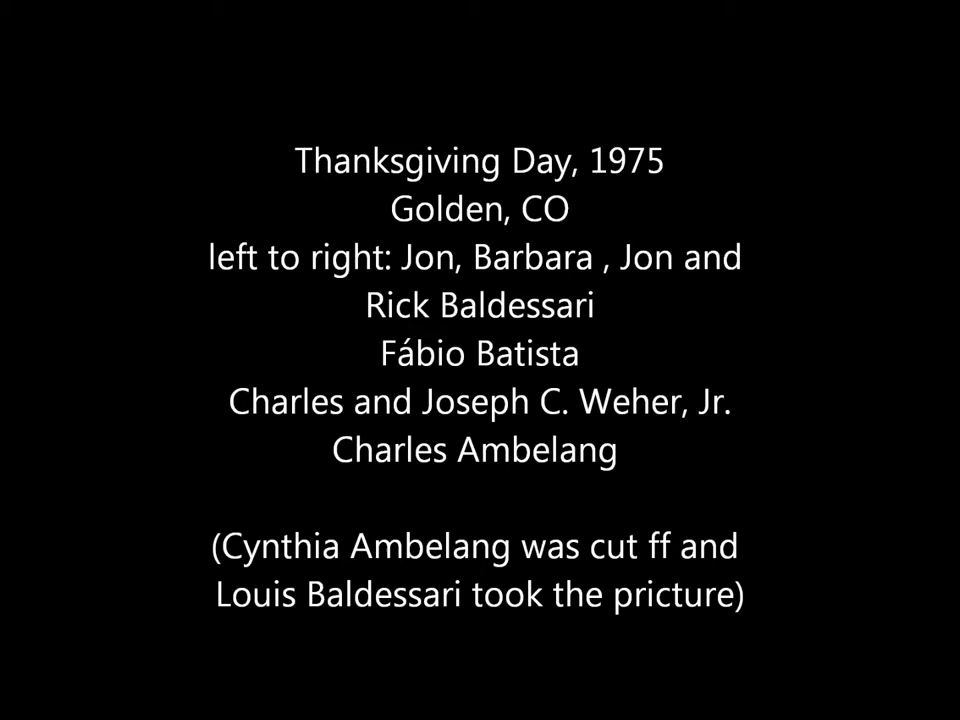 Thanksgiving Day, 1975
Golden, CO
left to right: Jon, Barbara , Jon and
Rick Baldessari
Fábio Batista
Charles and Joseph C. Weher, Jr.
Charles Ambelang
(Cynthia Ambelang was cut ff and
Louis Baldessari took the pricture)